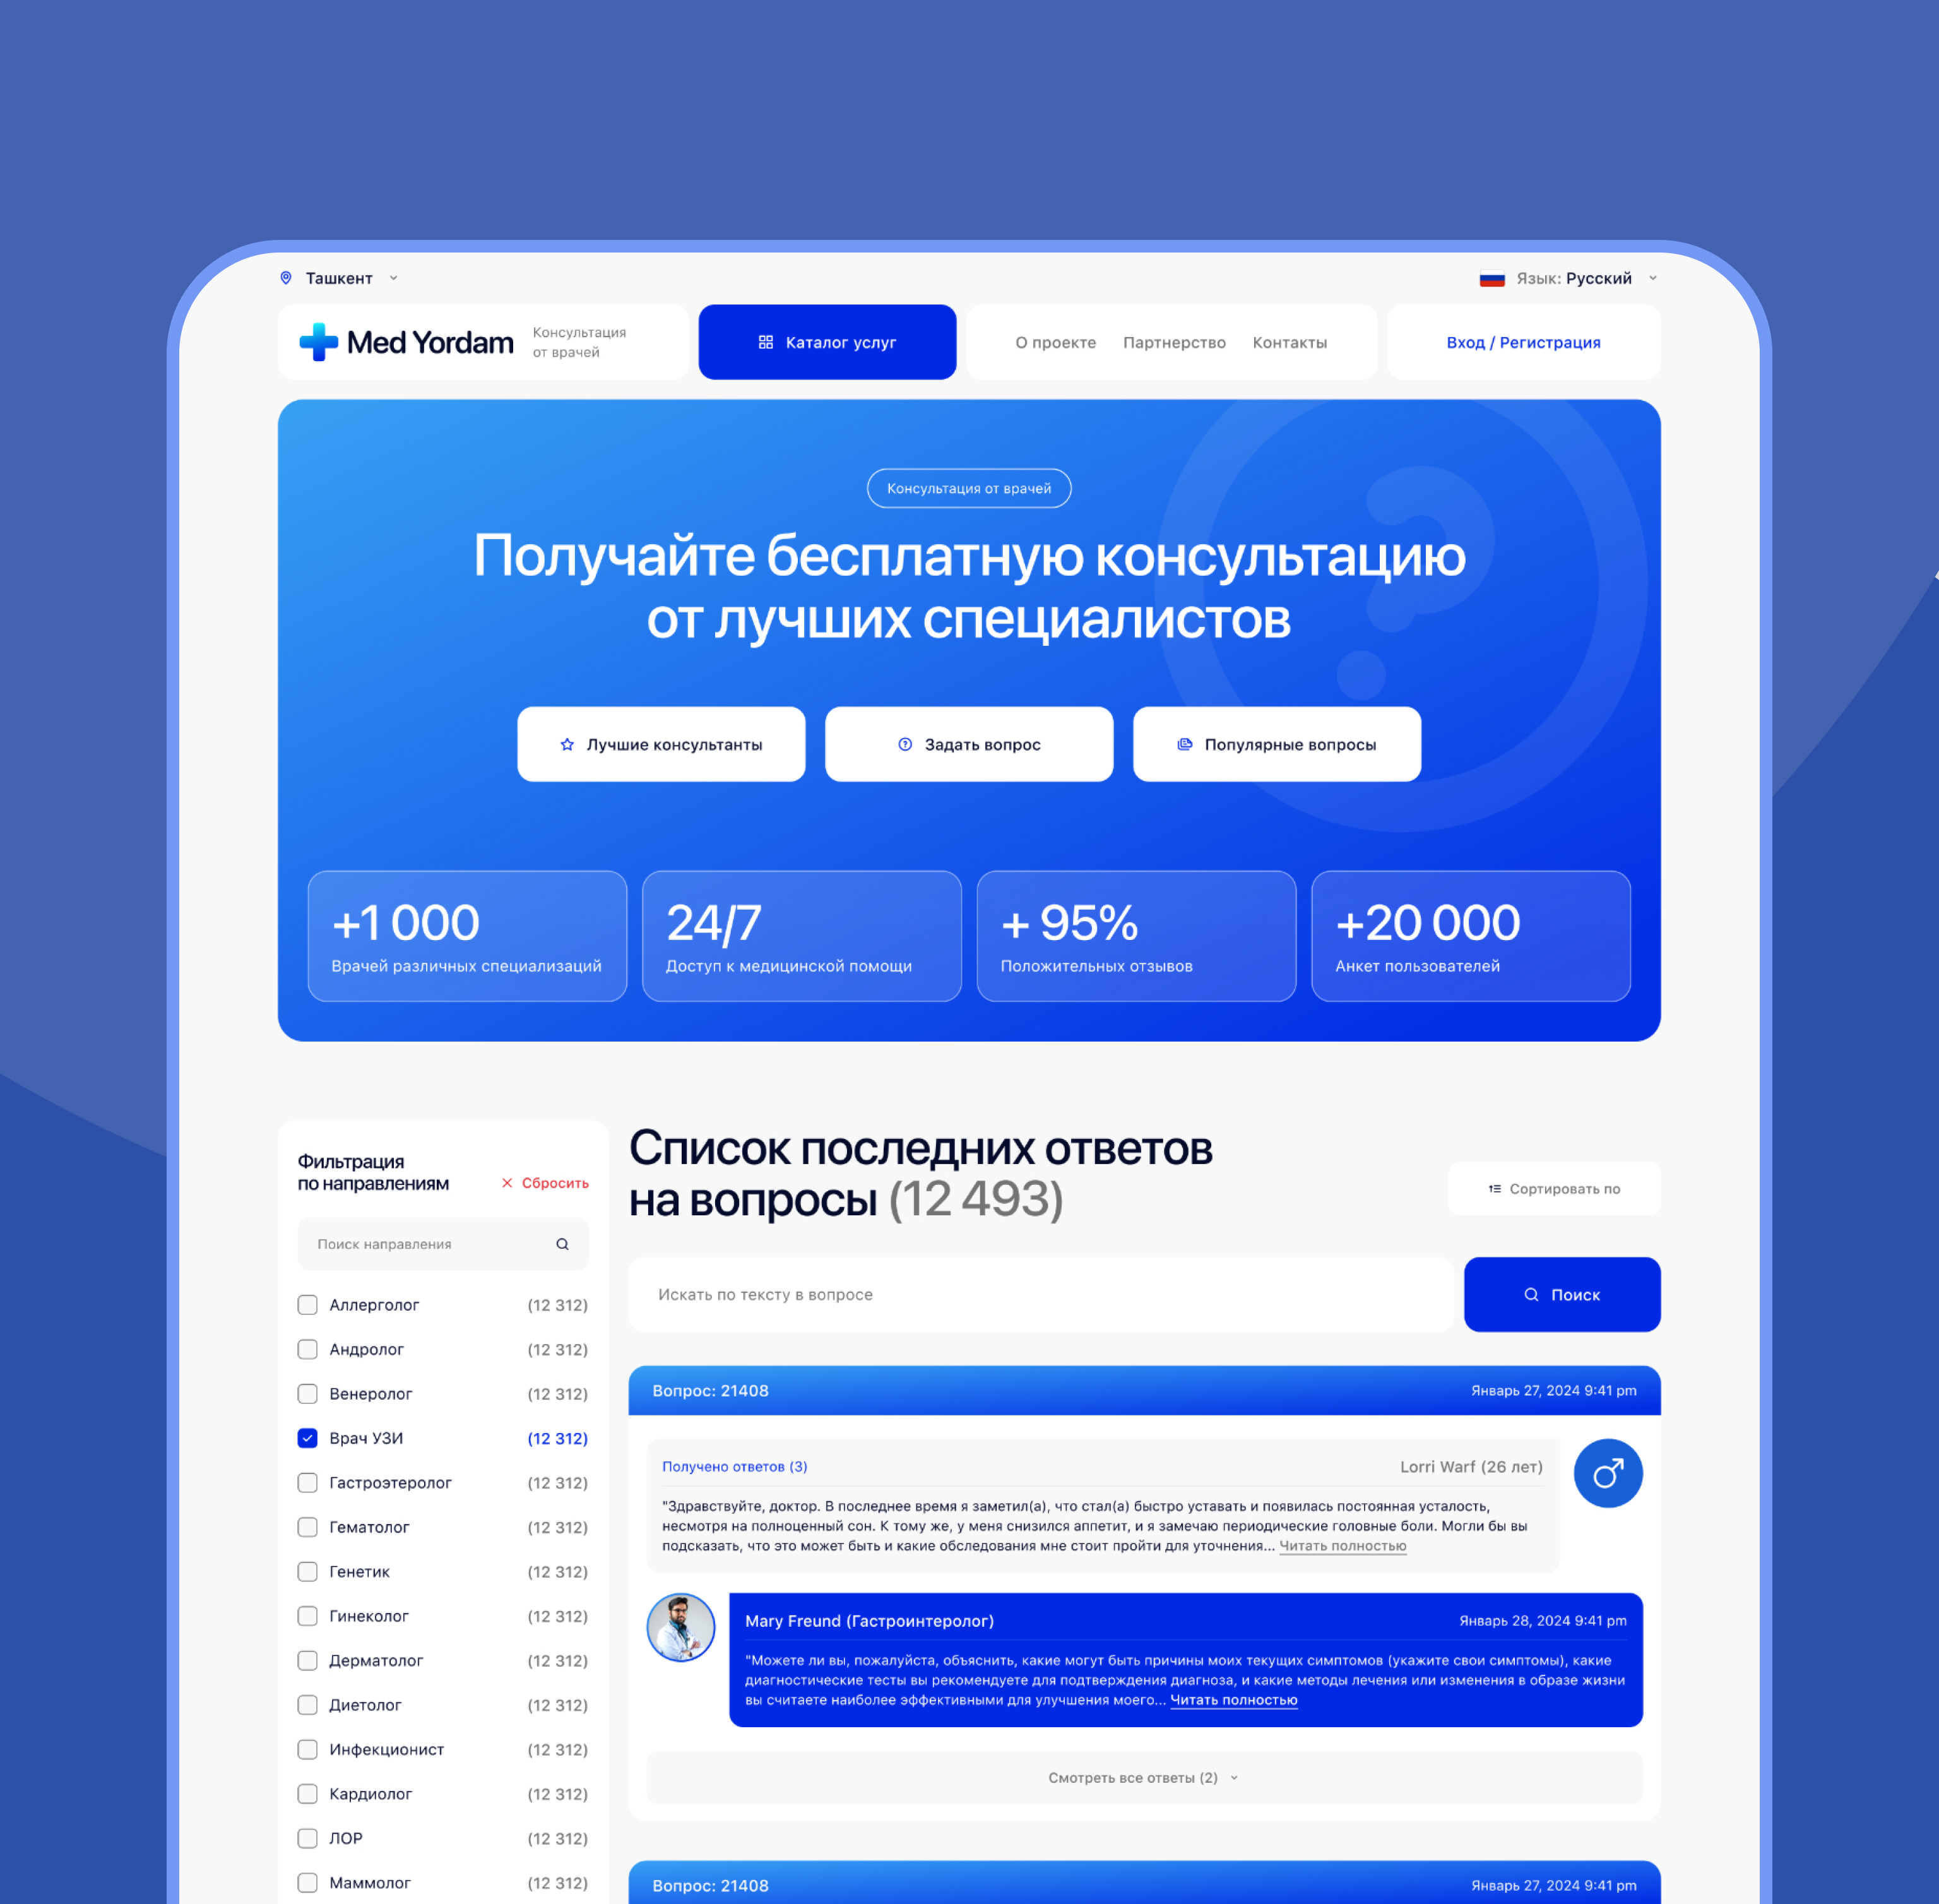 Ташкент
Язык: Русский
Med Yordam
Консультация
от врачей
Каталог услуг
О проекте
Партнерство
Контакты
Вход / Регистрация
Консультация от врачей
Получайте бесплатную консультацию
от лучших специалистов
Лучшие консультанты
Задать вопрос
Популярные вопросы
+1 000
Врачей различных специализаций
24/7
Доступ к медицинской помощи
+ 95%
Положительных отзывов
+20 000
Анкет пользователей
Фильтрация
по направлениям
Сбросить
Поиск направления
Аллерголог (12 312)
Андролог (12 312)
Венеролог (12 312)
Врач УЗИ (12 312)
Гастроэтеролог (12 312)
Гематолог (12 312)
Генетик (12 312)
Гинеколог (12 312)
Дерматолог (12 312)
Диетолог (12 312)
Инфекционист (12 312)
Кардиолог (12 312)
ЛОР (12 312)
Маммолог (12 312)
Список последних ответов
на вопросы (12 493)
Сортировать по
Искать по тексту в вопросе
Поиск
Вопрос: 21408
Январь 27, 2024 9:41 pm
Получено ответов (3)
Lorri Warf (26 лет)
"Здравствуйте, доктор. В последнее время я заметил(а), что стал(а) быстро уставать и появилась постоянная усталость,
несмотря на полноценный сон. К тому же, у меня снизился аппетит, и я замечаю периодические головные боли. Могли бы вы
подсказать, что это может быть и какие обследования мне стоит пройти для уточнения... Читать полностью
Mary Freund (Гастроинтеролог)
Январь 28, 2024 9:41 pm
"Можете ли вы, пожалуйста, объяснить, какие могут быть причины моих текущих симптомов (укажите свои симптомы), какие
диагностические тесты вы рекомендуете для подтверждения диагноза, и какие методы лечения или изменения в образе жизни
вы считаете наиболее эффективными для улучшения моего... Читать полностью
Смотреть все ответы (2)
Вопрос: 21408
Январь 27, 2024 9:41 pm